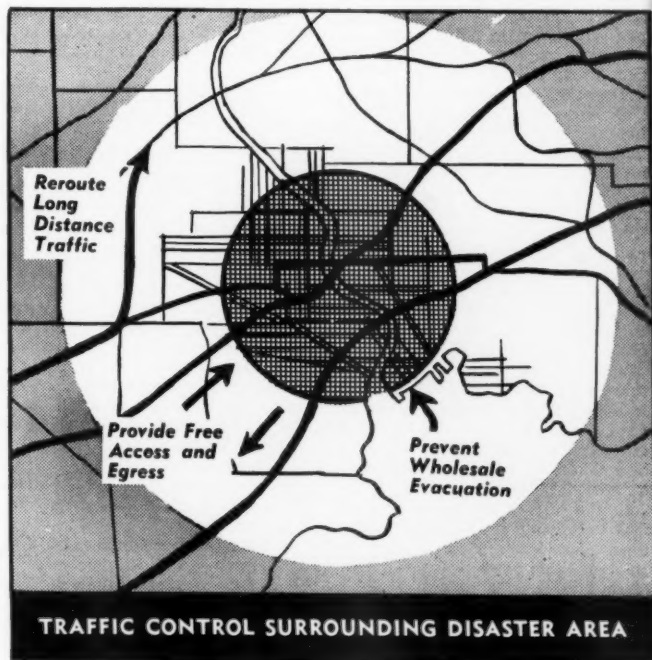 Reroute
Long
Distance
Traffic
Provide Free
Access and
Egress
Prevent
Wholesale
Evacuation
TRAFFIC CONTROL SURROUNDING DISASTER AREA